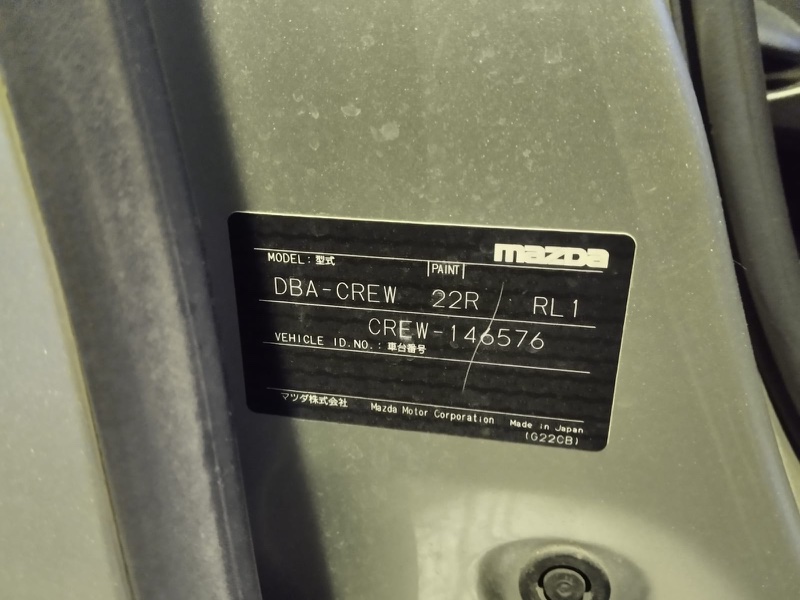 mazda
MODEL: 型式 PAINT
DBA-CREW 22R RL1
CREW-146576
VEHICLE ID.NO.: 車台番号
マツダ株式会社 Mazda Motor Corporation Made in Japan
(G22CB)